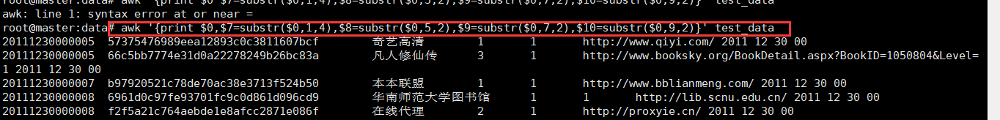 root@master:data# awk '{print $0 $7=substr($0,1,4),$8=substr($0,5,2),$9=substr($0,7,2),$10=substr($0,9,2)}' test_data
awk: line 1: syntax error at or near =
root@master:data# awk '{print $0,$7=substr($0,1,4),$8=substr($0,5,2),$9=substr($0,7,2),$10=substr($0,9,2)}' test_data
20111230000005 57375476989eea12893c0c3811607bcf 奇艺高清 1 1 http://www.qiyi.com/ 2011 12 30 00
20111230000005 66c5bb7774e31d0a22278249b26bc83a 凡人修仙传 3 1 http://www.booksky.org/BookDetail.aspx?BookID=1050804&Level=
1 2011 12 30 00
20111230000007 b97920521c78de70ac38e3713f524b50 本本联盟 1 1 http://www.bblianmeng.com/ 2011 12 30 00
20111230000008 6961d0c97fe93701fc9c0d861d096cd9 华南师范大学图书馆 1 1 http://lib.scnu.edu.cn/ 2011 12 30 00
20111230000008 f2f5a21c764aebde1e8afcc2871e086f 在线代理 2 1 http://proxyie.cn/ 2011 12 30 00